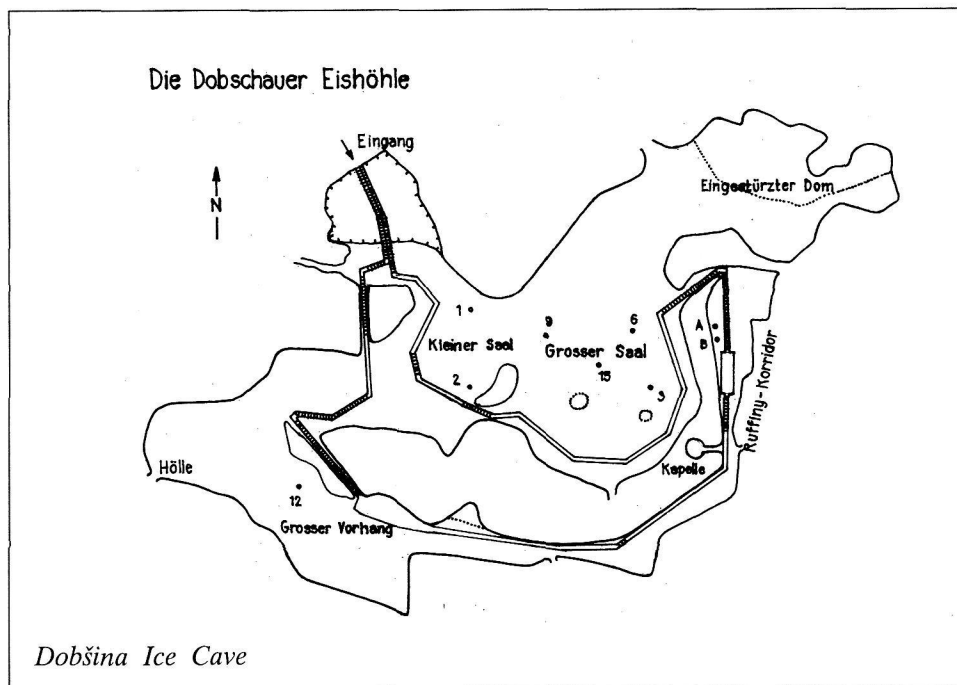 Die Dobschauer Eishöhle
Eingang
N
Eingestürzter Dom
1
9
6
A
B
Kleiner Saal
Grosser Saal
15
2
3
Ruffiny-Korridor
Kapelle
Hölle
12
Grosser Vorhang
Dobšina Ice Cave